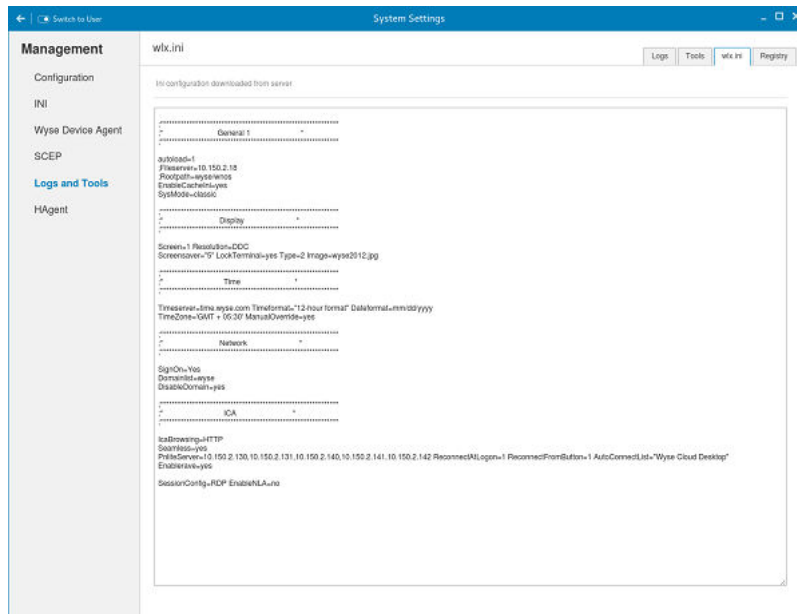 Switch to User
System Settings
Management
Configuration
INI
Wyse Device Agent
SCEP
Logs and Tools
HAgent
wlx.ini
Logs
Tools
wlx.ini
Registry
Ini configuration downloaded from server
;* General 1 *
autoload=1
;Fileserver=10.150.2.18
;Rootpath=wyse/wnos
EnableCacheIni=yes
SysMode=classic
;* Display *
Screen=1 Resolution=DDC
Screensaver="5" LockTerminal=yes Type=2 Image=wyse2012.jpg
;* Time *
Timeserver=time.wyse.com Timeformat="12-hour format" Dateformat=mm/dd/yyyy
TimeZone='GMT + 05:30' ManualOverride=yes
;* Network *
SignOn=Yes
Domainlist=wyse
DisableDomain=yes
;* ICA *
IcaBrowsing=HTTP
Seamless=yes
PnliteServer=10.150.2.130,10.150.2.131,10.150.2.140,10.150.2.141,10.150.2.142 ReconnectAtLogon=1 ReconnectFromButton=1 AutoConnectList="Wyse Cloud Desktop"
Enablerave=yes
SessionConfig=RDP EnableNLA=no